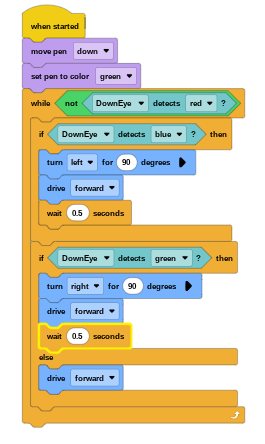 when started
move pen down
set pen to color green
while not DownEye detects red ?
if DownEye detects blue ? then
turn left for 90 degrees
drive forward
wait 0.5 seconds
if DownEye detects green ? then
turn right for 90 degrees
drive forward
wait 0.5 seconds
else
drive forward